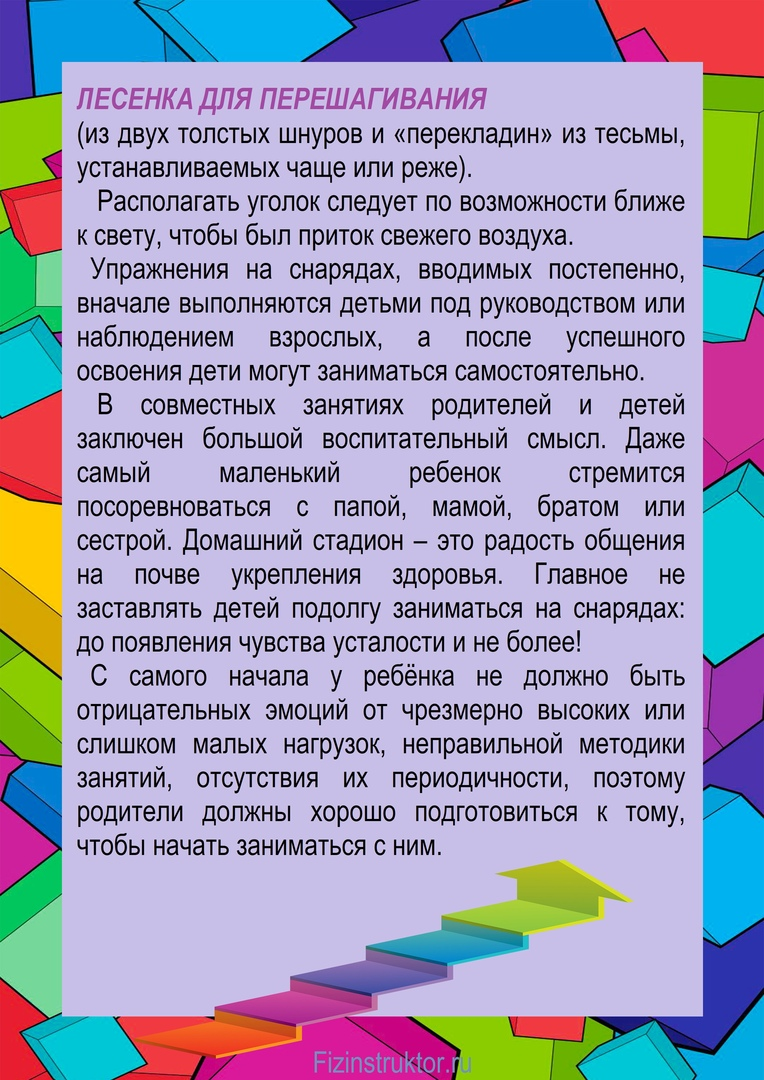 ЛЕСЕНКА ДЛЯ ПЕРЕШАГИВАНИЯ
(из двух толстых шнуров и «перекладин» из тесьмы,
устанавливаемых чаще или реже).
Располагать уголок следует по возможности ближе
к свету, чтобы был приток свежего воздуха.
Упражнения на снарядах, вводимых постепенно,
вначале выполняются детьми под руководством или
наблюдением взрослых, а после успешного
освоения дети могут заниматься самостоятельно.
В совместных занятиях родителей и детей
заключен большой воспитательный смысл. Даже
самый маленький ребенок стремится
посоревноваться с папой, мамой, братом или
сестрой. Домашний стадион – это радость общения
на почве укрепления здоровья. Главное не
заставлять детей подолгу заниматься на снарядах:
до появления чувства усталости и не более!
С самого начала у ребёнка не должно быть
отрицательных эмоций от чрезмерно высоких или
слишком малых нагрузок, неправильной методики
занятий, отсутствия их периодичности, поэтому
родители должны хорошо подготовиться к тому,
чтобы начать заниматься с ним.
Fizinstruktor.ru